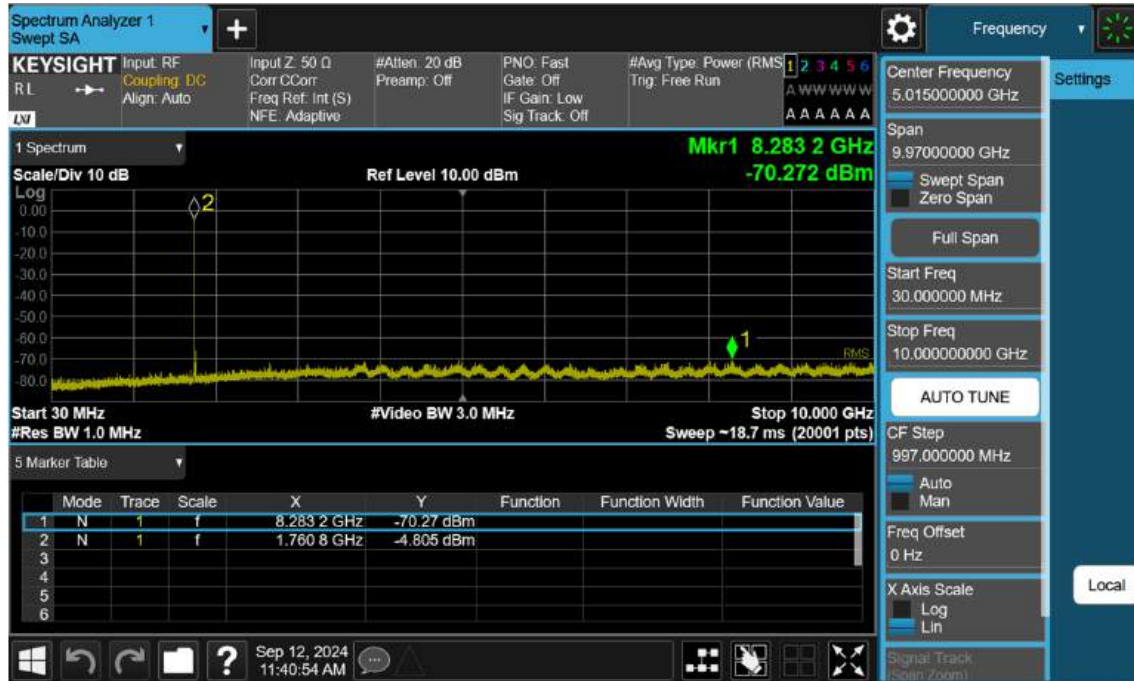 Spectrum Analyzer 1
Swept SA
+
Frequency
KEYSIGHT
RL
LXI
Input: RF
Coupling: DC
Align: Auto
Input Z: 50 Ω
Corr CCorr
Freq Ref: Int (S)
NFE: Adaptive
#Atten: 20 dB
Preamp: Off
PNO: Fast
Gate: Off
IF Gain: Low
Sig Track: Off
#Avg Type: Power (RMS
Trig: Free Run
1 2 3 4 5 6
A W W W W W
A A A A A A
1 Spectrum
Scale/Div 10 dB
Ref Level 10.00 dBm
Mkr1 8.283 2 GHz
-70.272 dBm
Log
0.00
-10.0
-20.0
-30.0
-40.0
-50.0
-60.0
-70.0
-80.0
2
1
RMS
Start 30 MHz
#Video BW 3.0 MHz
Stop 10.000 GHz
#Res BW 1.0 MHz
Sweep ~18.7 ms (20001 pts)
5 Marker Table
Mode Trace Scale X Y Function Function Width Function Value
1 N 1 f 8.283 2 GHz -70.27 dBm
2 N 1 f 1.760 8 GHz -4.805 dBm
3
4
5
6
Sep 12, 2024
11:40:54 AM
?
Center Frequency
5.015000000 GHz
Span
9.97000000 GHz
Swept Span
Zero Span
Full Span
Start Freq
30.000000 MHz
Stop Freq
10.000000000 GHz
AUTO TUNE
CF Step
997.000000 MHz
Auto
Man
Freq Offset
0 Hz
X Axis Scale
Log
Lin
Signal Track
(Span Zoom)
Settings
Local